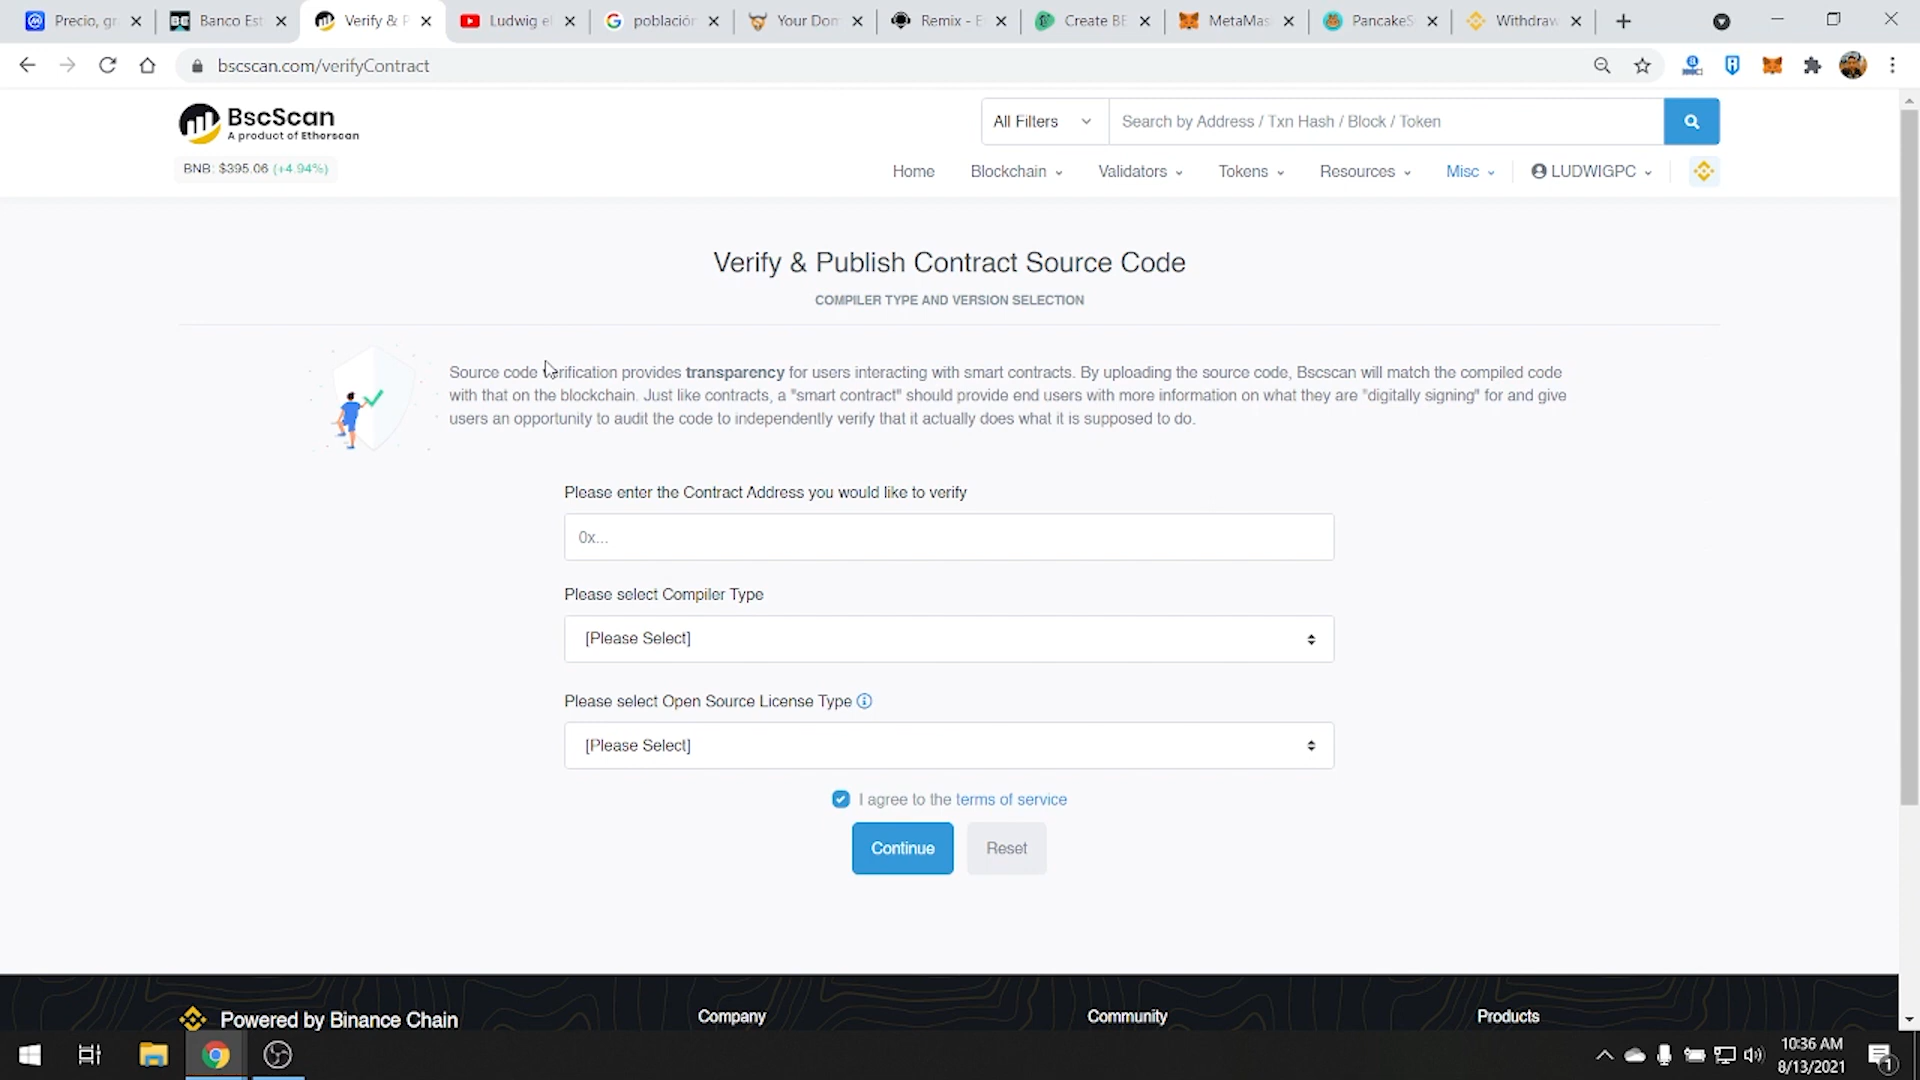 Precio, gr
Banco Est
Verify & P
Ludwig el
población
Your Dom
Remix - E
Create BE
MetaMas
PancakeS
Withdraw
bscscan.com/verifyContract
BscScan
A product of Etherscan
All Filters
Search by Address / Txn Hash / Block / Token
BNB: $395.06 (+4.94%)
Home
Blockchain
Validators
Tokens
Resources
Misc
LUDWIGPC
Verify & Publish Contract Source Code
COMPILER TYPE AND VERSION SELECTION
Source code verification provides transparency for users interacting with smart contracts. By uploading the source code, Bscscan will match the compiled code
with that on the blockchain. Just like contracts, a "smart contract" should provide end users with more information on what they are "digitally signing" for and give
users an opportunity to audit the code to independently verify that it actually does what it is supposed to do.
Please enter the Contract Address you would like to verify
0x...
Please select Compiler Type
[Please Select]
Please select Open Source License Type
[Please Select]
I agree to the terms of service
Continue
Reset
Powered by Binance Chain
Company
Community
Products
10:36 AM
8/13/2021
1